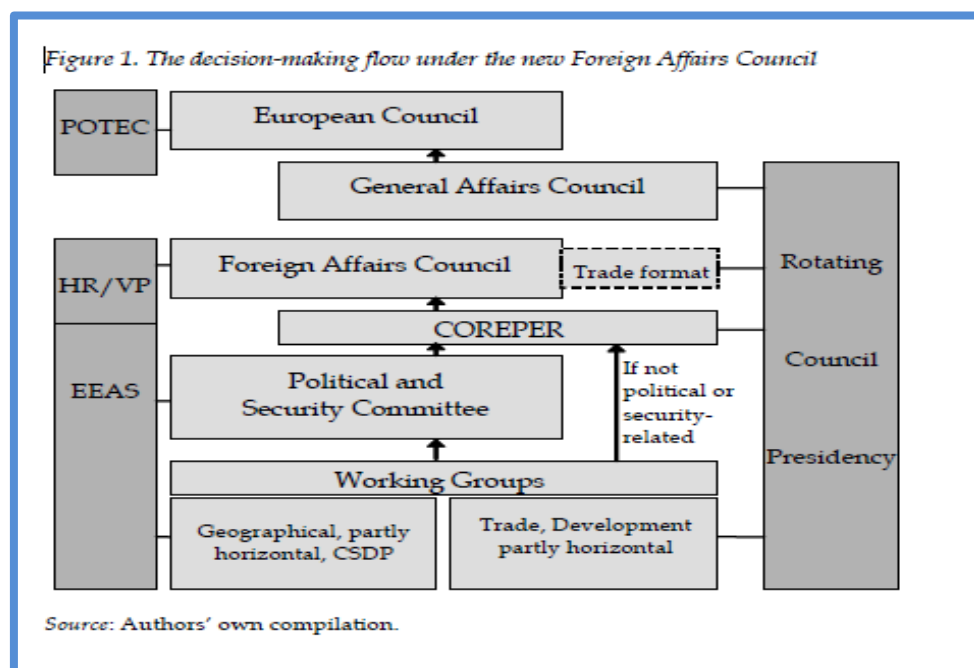 Figure 1. The decision-making flow under the new Foreign Affairs Council
POTEC
European Council
General Affairs Council
HR/VP
Foreign Affairs Council
Trade format
Rotating
COREPER
EEAS
Political and
Security Committee
If not
political or
security-
related
Council
Working Groups
Presidency
Geographical, partly
horizontal, CSDP
Trade, Development
partly horizontal
Source: Authors' own compilation.